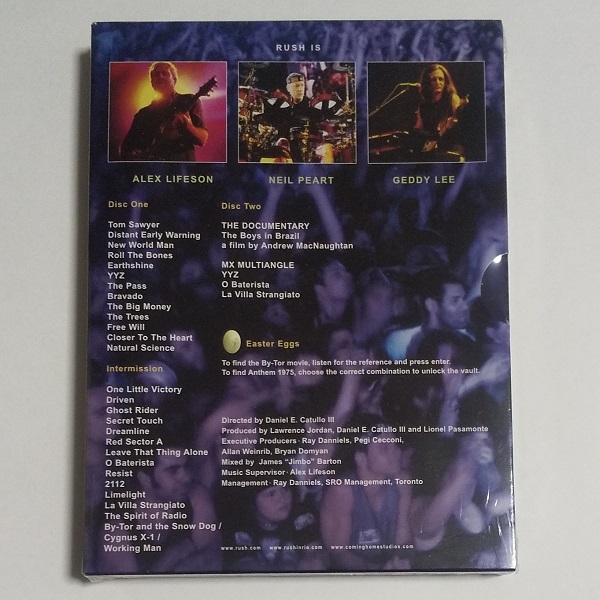 RUSH IS
ALEX LIFESON
NEIL PEART
GEDDY LEE
Disc One
Tom Sawyer
Distant Early Warning
New World Man
Roll The Bones
Earthshine
YYZ
The Pass
Bravado
The Big Money
The Trees
Free Will
Closer To The Heart
Natural Science
Intermission
One Little Victory
Driven
Ghost Rider
Secret Touch
Dreamline
Red Sector A
Leave That Thing Alone
O Baterista
Resist
2112
Limelight
La Villa Strangiato
The Spirit of Radio
By-Tor and the Snow Dog /
Cygnus X-1 /
Working Man
Disc Two
THE DOCUMENTARY
The Boys in Brazil
a film by Andrew MacNaughtan
MX MULTIANGLE
YYZ
O Baterista
La Villa Strangiato
Easter Eggs
To find the By-Tor movie, listen for the reference and press enter.
To find Anthem 1975, choose the correct combination to unlock the vault.
Directed by Daniel E. Catullo III
Produced by Lawrence Jordan, Daniel E. Catullo III and Lionel Pasamonte
Executive Producers · Ray Danniels, Pegi Cecconi,
Allan Weinrib, Bryan Domyan
Mixed by James "Jimbo" Barton
Music Supervisor · Alex Lifeson
Management · Ray Danniels, SRO Management, Toronto
www.rush.com www.rushinrio.com www.cominghomestudios.com